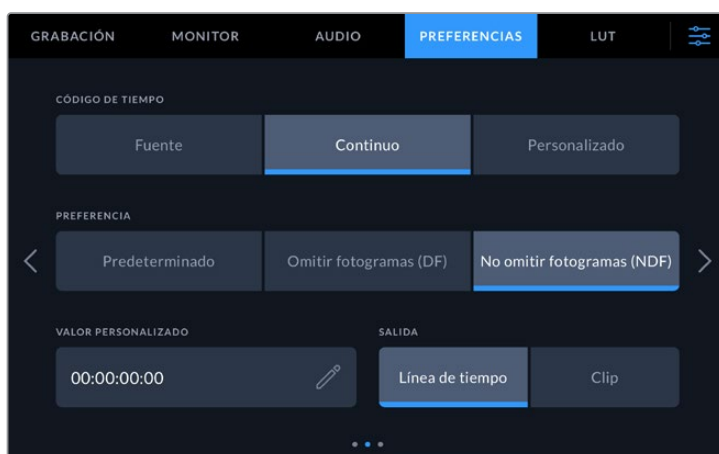 GRABACIÓN MONITOR AUDIO PREFERENCIAS LUT
CÓDIGO DE TIEMPO
Fuente Continuo Personalizado
PREFERENCIA
Predeterminado Omitir fotogramas (DF) No omitir fotogramas (NDF)
VALOR PERSONALIZADO SALIDA
00:00:00:00 Línea de tiempo Clip